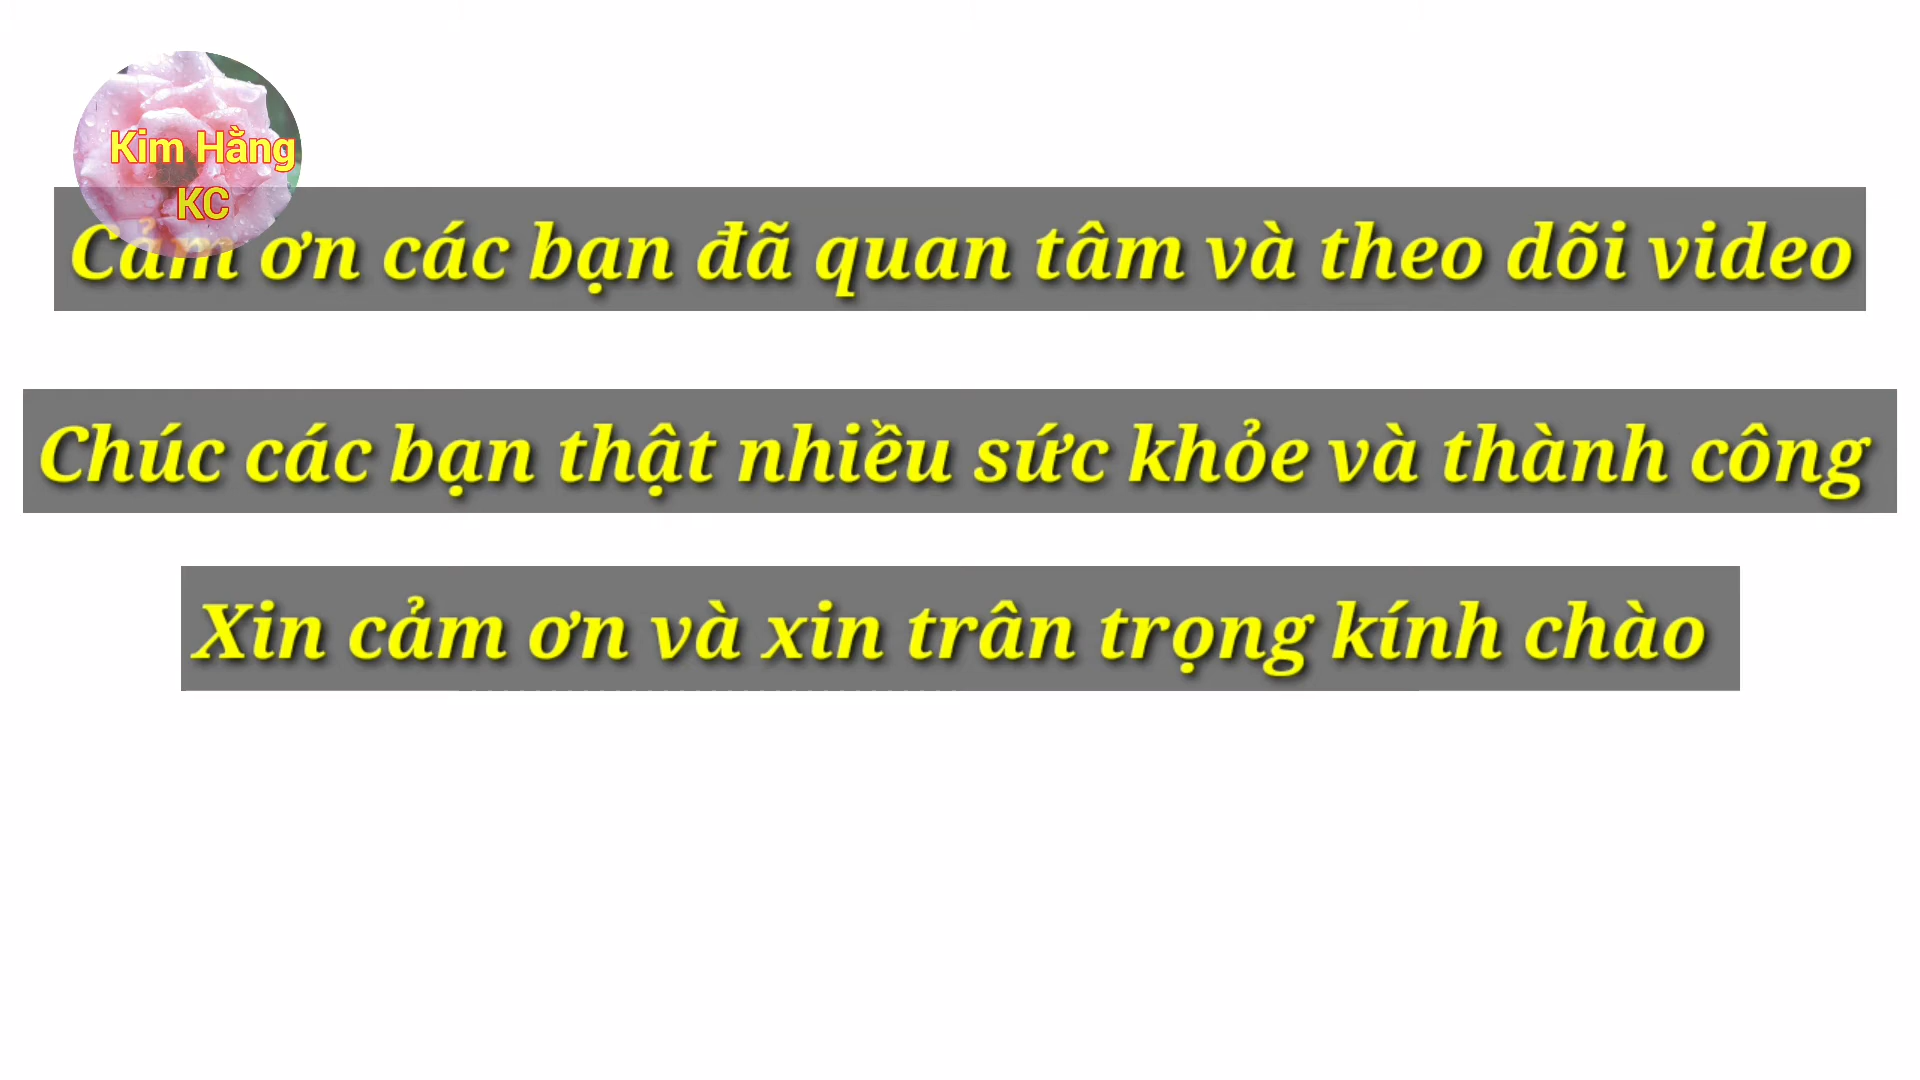 Kim Hằng
KC
Cảm ơn các bạn đã quan tâm và theo dõi video
Chúc các bạn thật nhiều sức khỏe và thành công
Xin cảm ơn và xin trân trọng kính chào